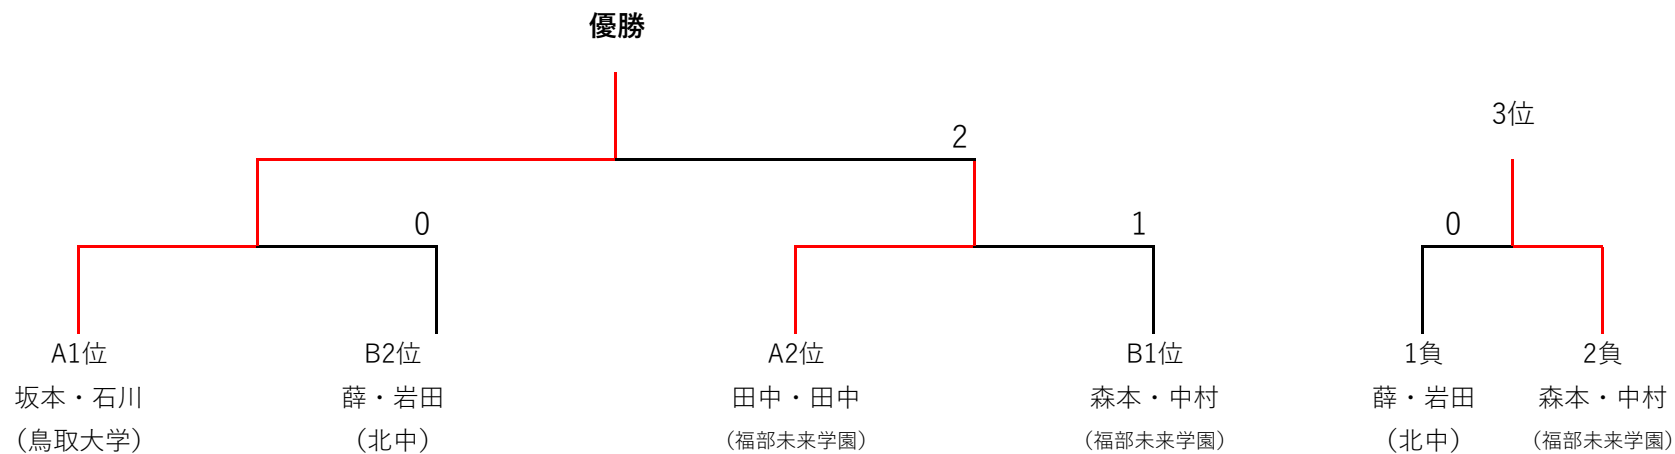 優勝
3位
2
0
1
0
A1位
B2位
A2位
B1位
1負
2負
坂本・石川
薛・岩田
田中・田中
森本・中村
薛・岩田
森本・中村
（鳥取大学）
（北中）
（福部未来学園）
（福部未来学園）
（北中）
（福部未来学園）